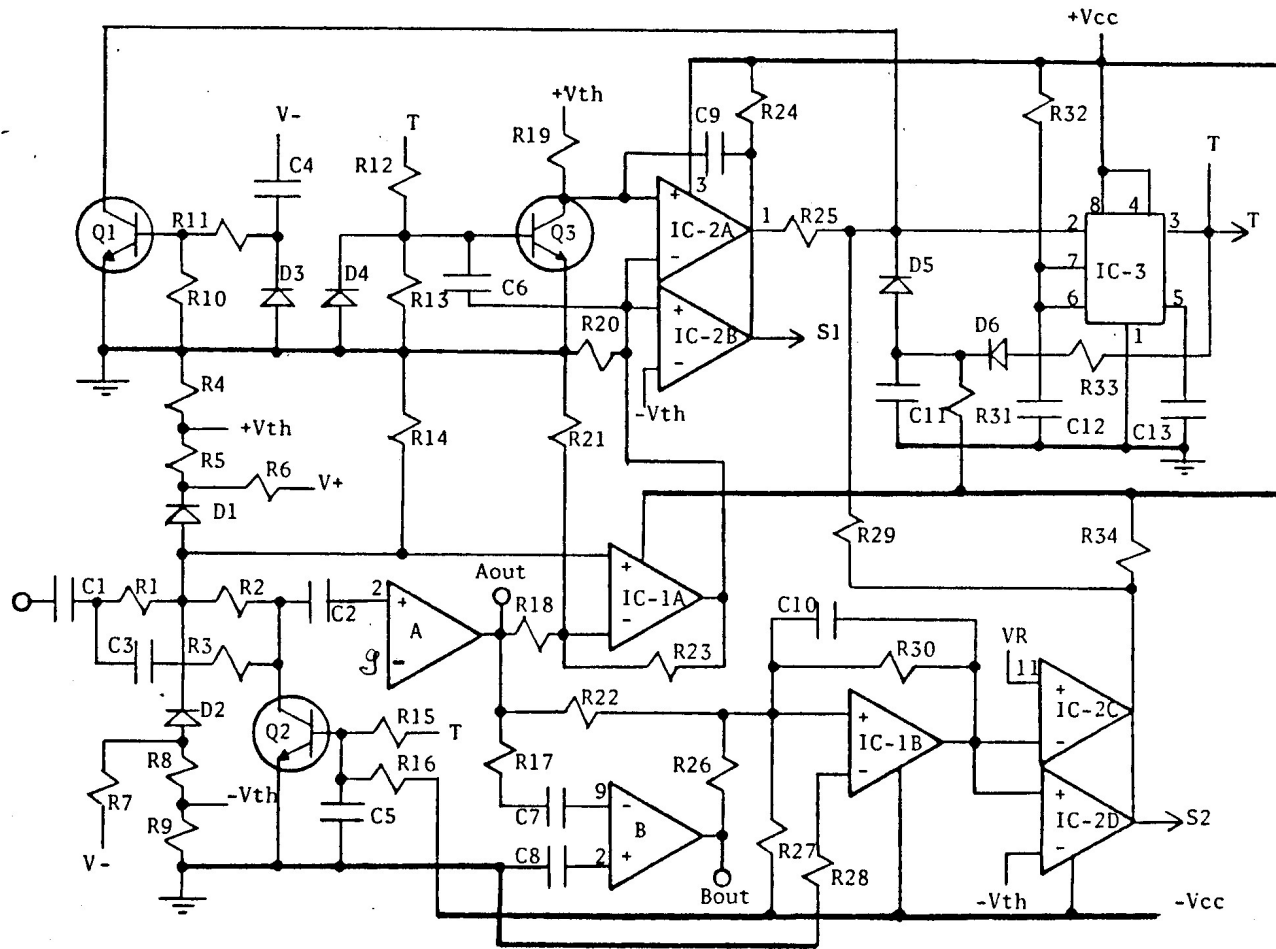 +Vcc
V- T +Vth R24 R32 T
C4 R12 R19 C9
R11 + 3 8 4
Q1 Q3 IC-2A 1 R25 2 3 T
D3 D4 D5 7 IC-3
R10 R13 C6 6 5
R20 + IC-2B S1 D6 1
R4 - -Vth R33
+Vth C11 R31 C12 C13
R5 R14 R21
R6 V+
D1 R29 R34
Aout +
C1 R1 R2 2 + R18 IC-1A C10
C2 A -
C3 R3 g - R23 R30 VR
11 +
D2 R22 + IC-2C
Q2 R15 T IC-1B -
R8 R17 R26 -
R16 +
R7 -Vth C7 9 - IC-2D S2
R9 C5 B -
V- C8 2 + R27 R28
-Vth
Bout -Vcc